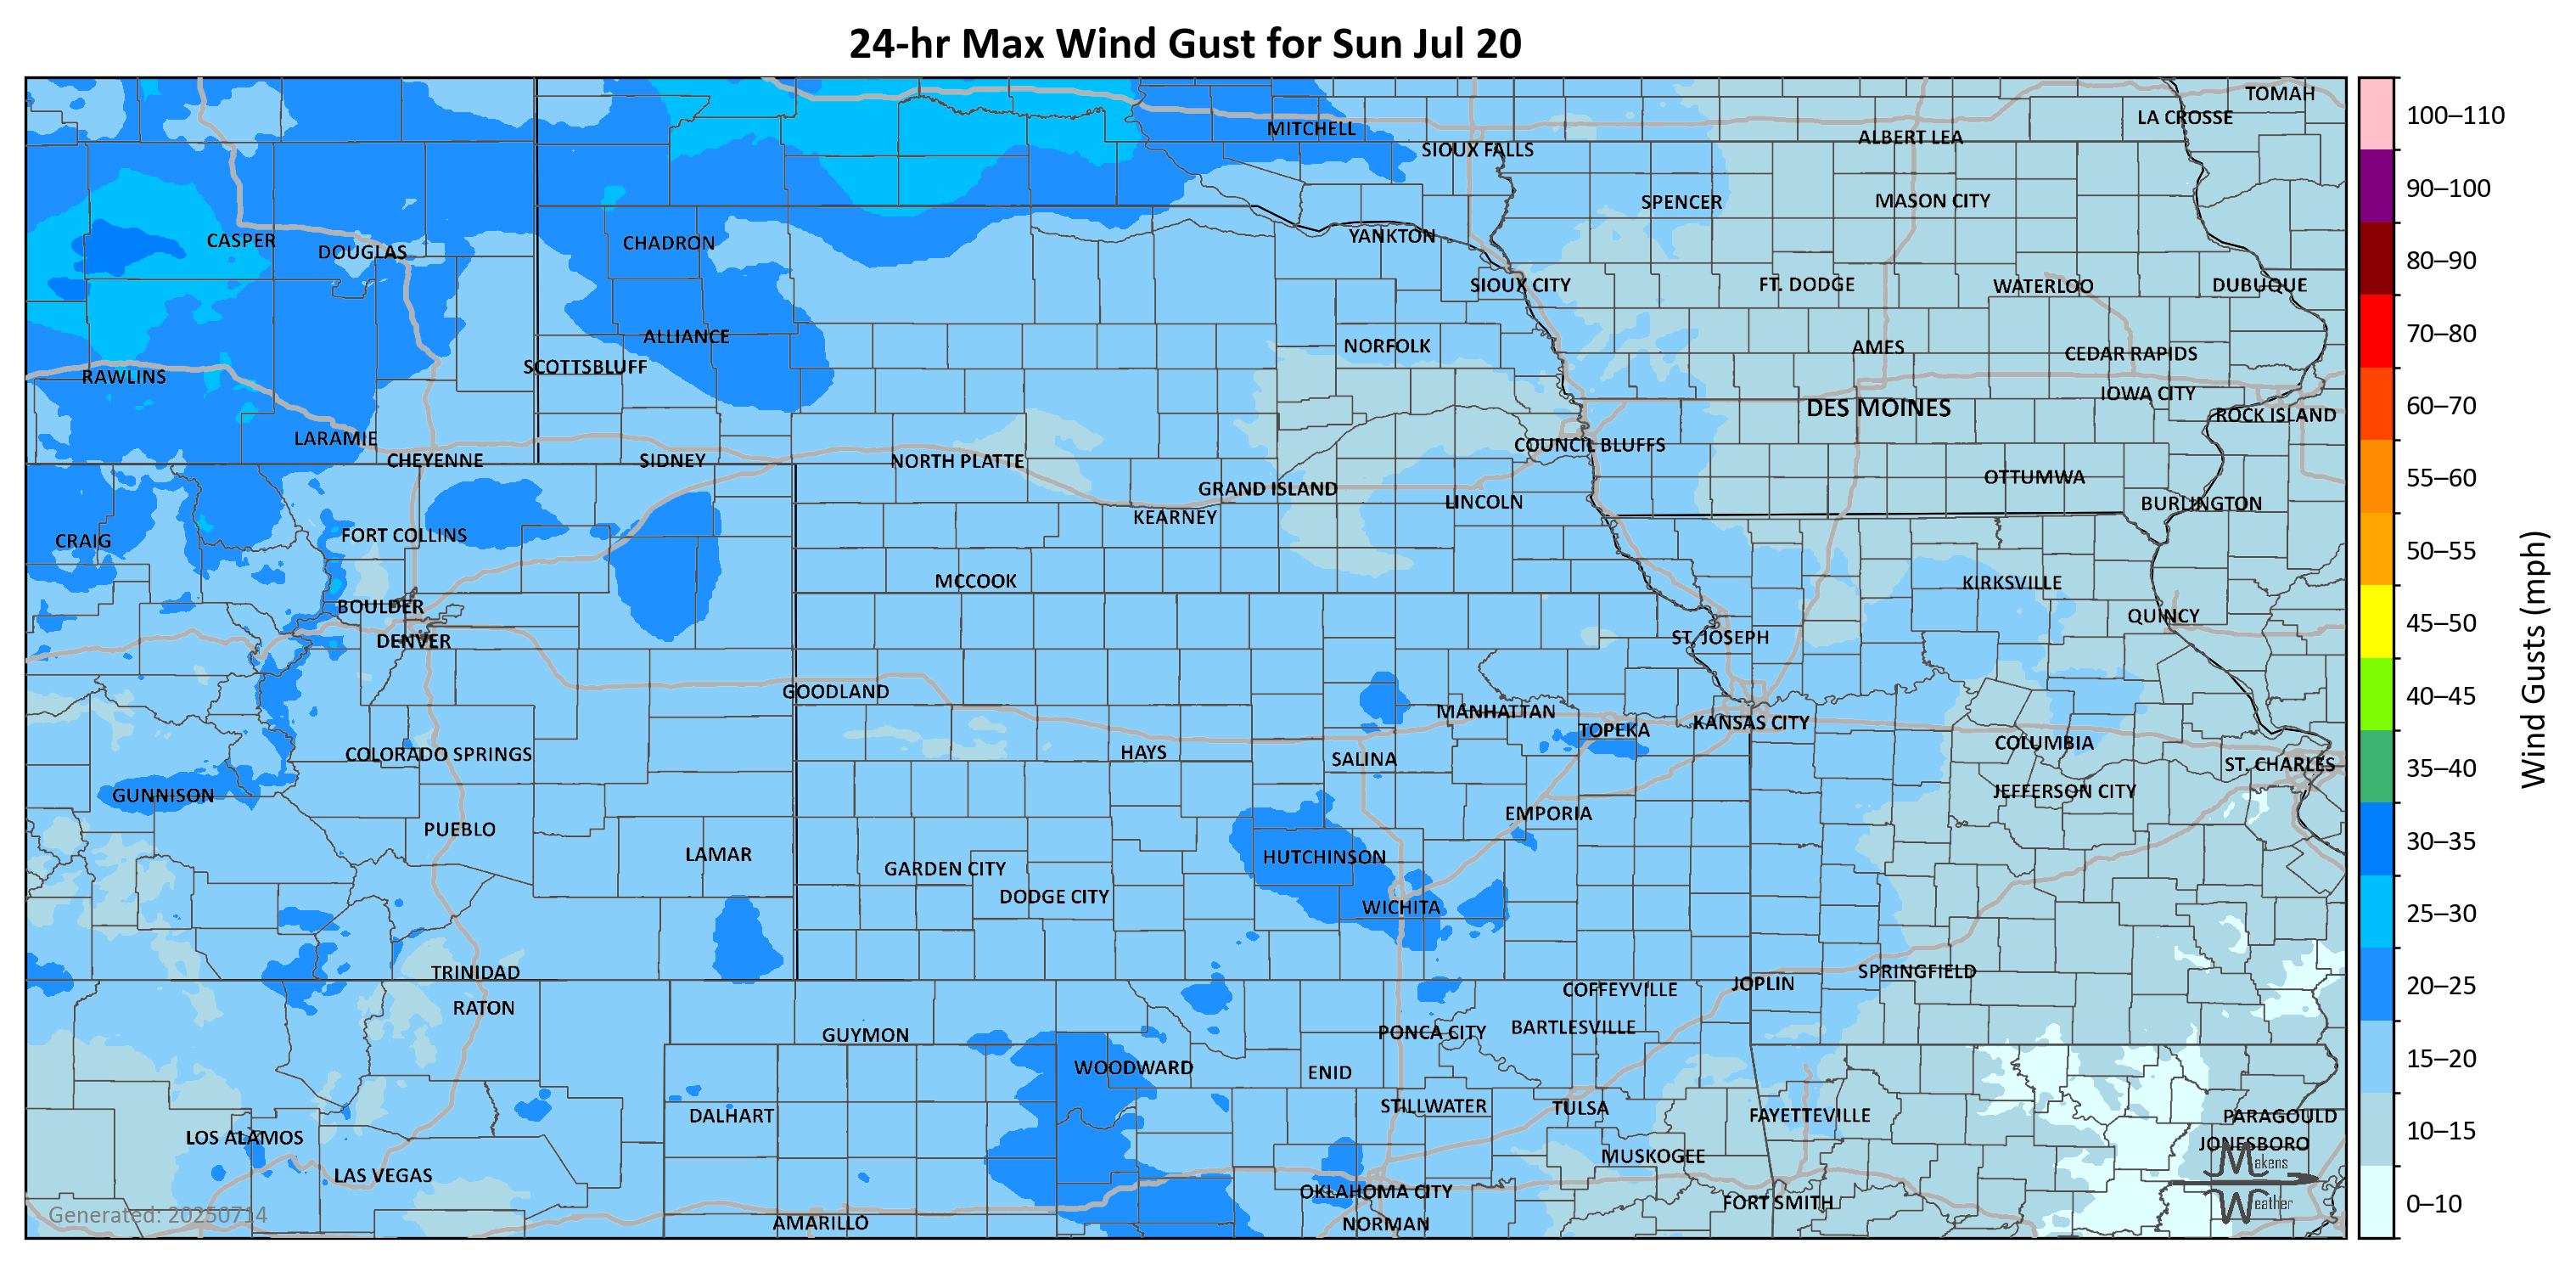 24-hr Max Wind Gust for Sun Jul 20
TOMAH
LA CROSSE
MITCHELL
ALBERT LEA
SIOUX FALLS
SPENCER
MASON CITY
CASPER
DOUGLAS
CHADRON
YANKTON
SIOUX CITY
FT. DODGE
WATERLOO
DUBUQUE
ALLIANCE
NORFOLK
AMES
CEDAR RAPIDS
SCOTTSBLUFF
RAWLINS
IOWA CITY
DES MOINES
ROCK ISLAND
LARAMIE
COUNCIL BLUFFS
CHEYENNE
SIDNEY
NORTH PLATTE
OTTUMWA
GRAND ISLAND
LINCOLN
BURLINGTON
KEARNEY
CRAIG
FORT COLLINS
MCCOOK
KIRKSVILLE
BOULDER
QUINCY
DENVER
ST. JOSEPH
GOODLAND
MANHATTAN
TOPEKA
KANSAS CITY
COLORADO SPRINGS
HAYS
SALINA
COLUMBIA
ST. CHARLES
GUNNISON
JEFFERSON CITY
EMPORIA
PUEBLO
LAMAR
HUTCHINSON
GARDEN CITY
DODGE CITY
WICHITA
TRINIDAD
SPRINGFIELD
JOPLIN
COFFEYVILLE
RATON
GUYMON
PONCA CITY
BARTLESVILLE
WOODWARD
ENID
DALHART
STILLWATER
TULSA
FAYETTEVILLE
PARAGOULD
LOS ALAMOS
JONESBORO
MUSKOGEE
LAS VEGAS
OKLAHOMA CITY
FORT SMITH
AMARILLO
NORMAN
Generated: 20250714
Makens
Weather
100–110
90–100
80–90
70–80
60–70
55–60
50–55
45–50
40–45
35–40
30–35
25–30
20–25
15–20
10–15
0–10
Wind Gusts (mph)